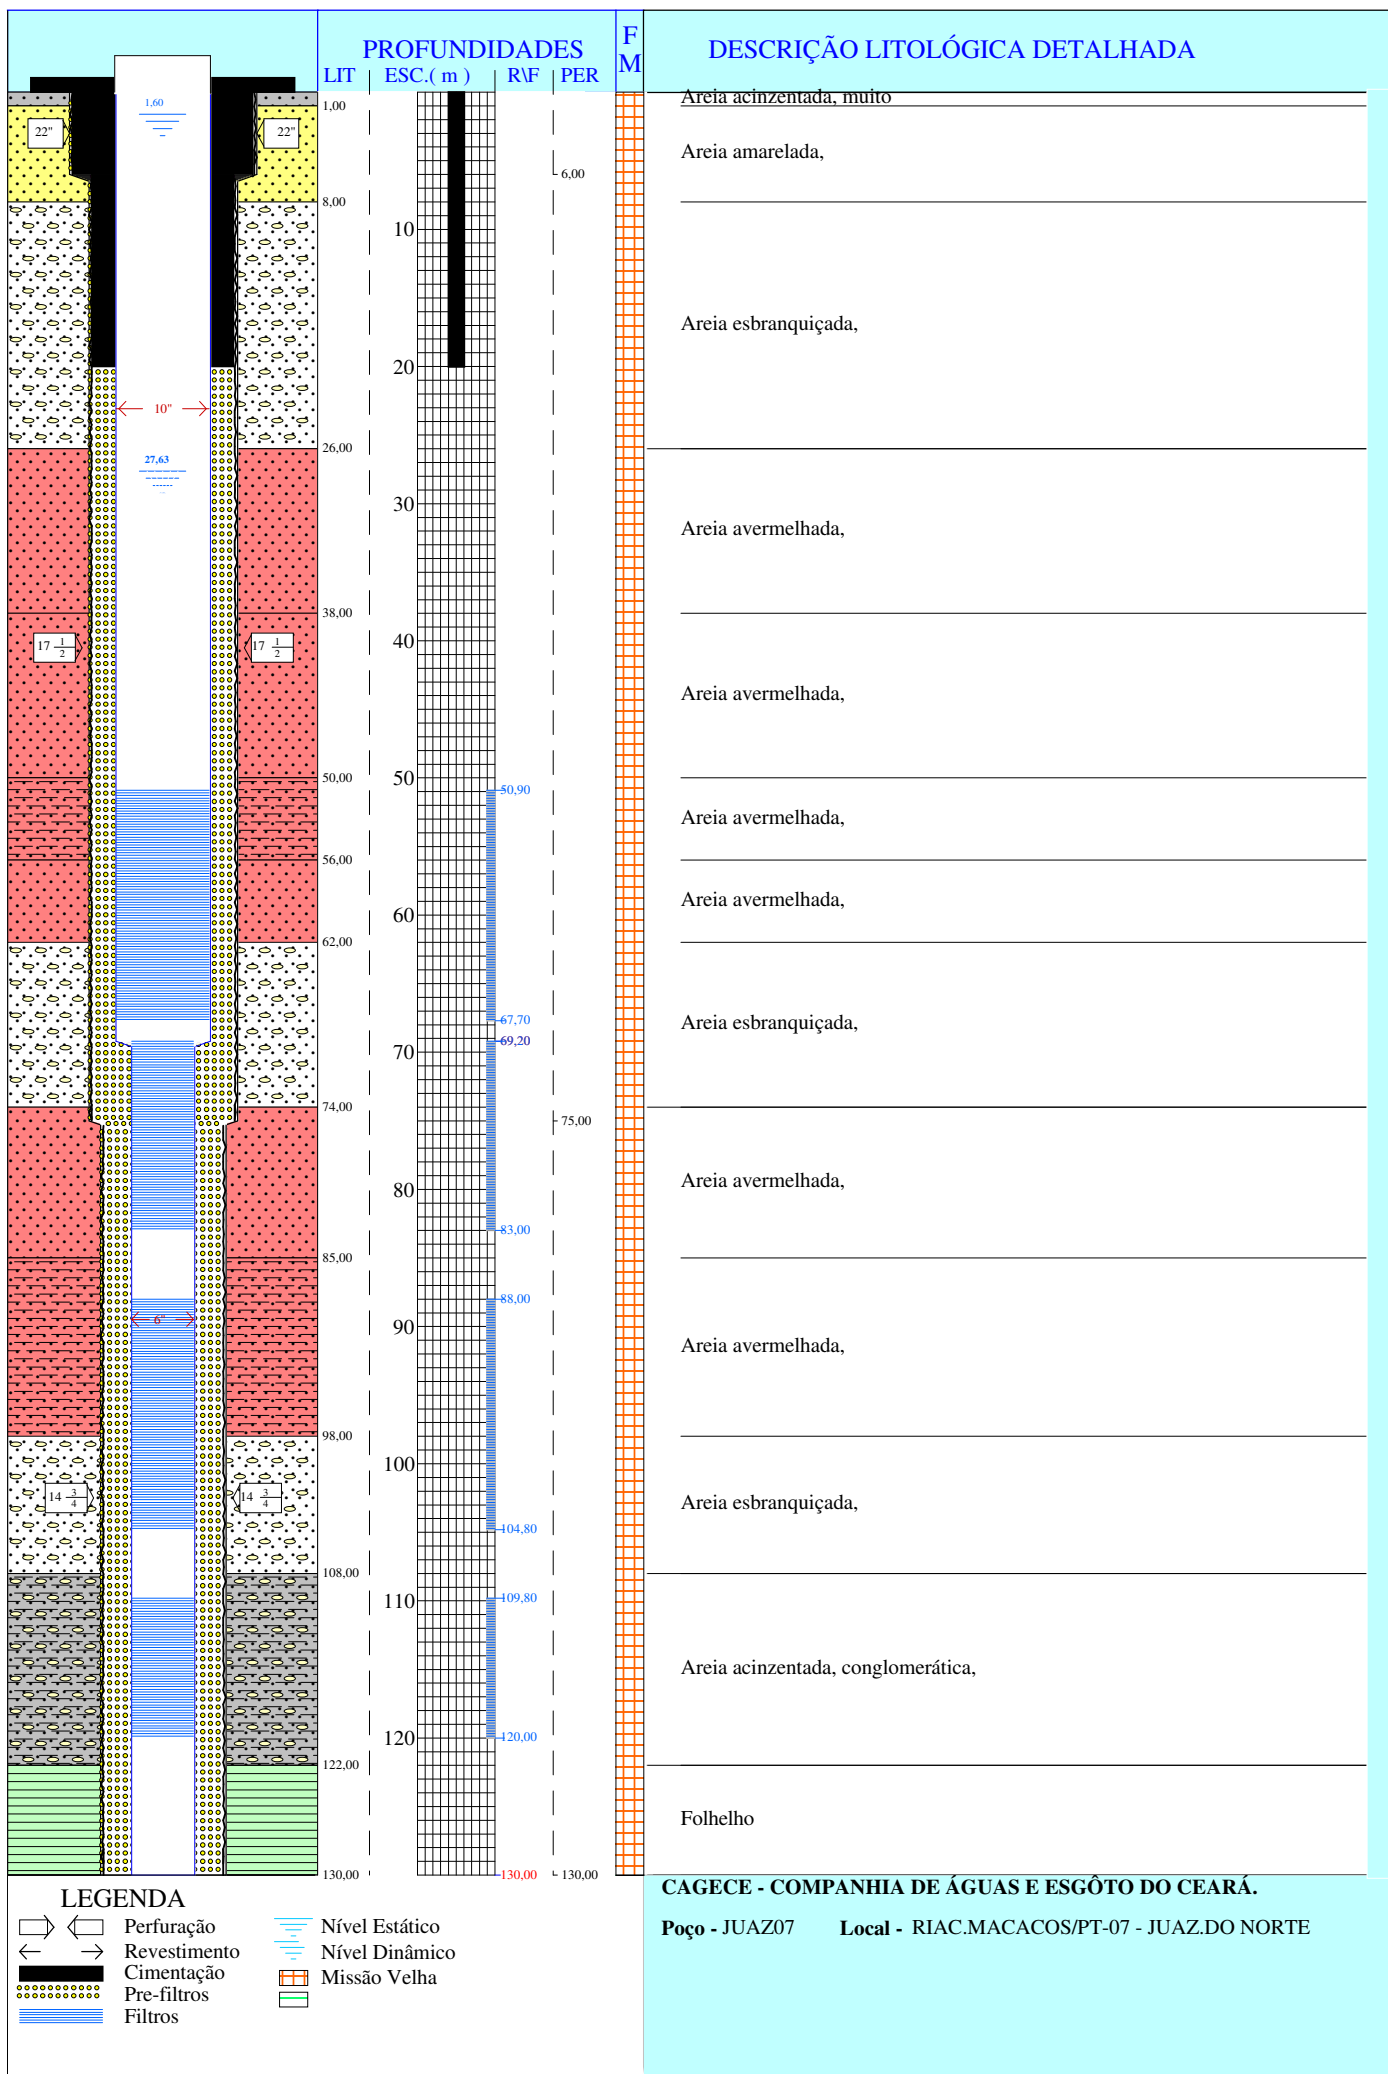 PROFUNDIDADES
F
M
DESCRIÇÃO LITOLÓGICA DETALHADA
LIT
ESC.( m )
R\F
PER
1,60
1,00
Areia acinzentada, muito
22"
22"
Areia amarelada,
6,00
8,00
10
Areia esbranquiçada,
20
10"
26,00
27,63
30
Areia avermelhada,
38,00
17 1/2
17 1/2
40
Areia avermelhada,
50,00
50
50,90
Areia avermelhada,
56,00
Areia avermelhada,
60
62,00
67,70
Areia esbranquiçada,
69,20
70
74,00
75,00
80
Areia avermelhada,
83,00
85,00
88,00
6"
90
Areia avermelhada,
98,00
100
14 3/4
14 3/4
Areia esbranquiçada,
104,80
108,00
109,80
110
Areia acinzentada, conglomerática,
120
120,00
122,00
Folhelho
130,00
130,00
130,00
LEGENDA
Perfuração
Revestimento
Cimentação
Pre-filtros
Filtros
Nível Estático
Nível Dinâmico
Missão Velha
CAGECE - COMPANHIA DE ÁGUAS E ESGÔTO DO CEARÁ.
Poço - JUAZ07 Local - RIAC.MACACOS/PT-07 - JUAZ.DO NORTE